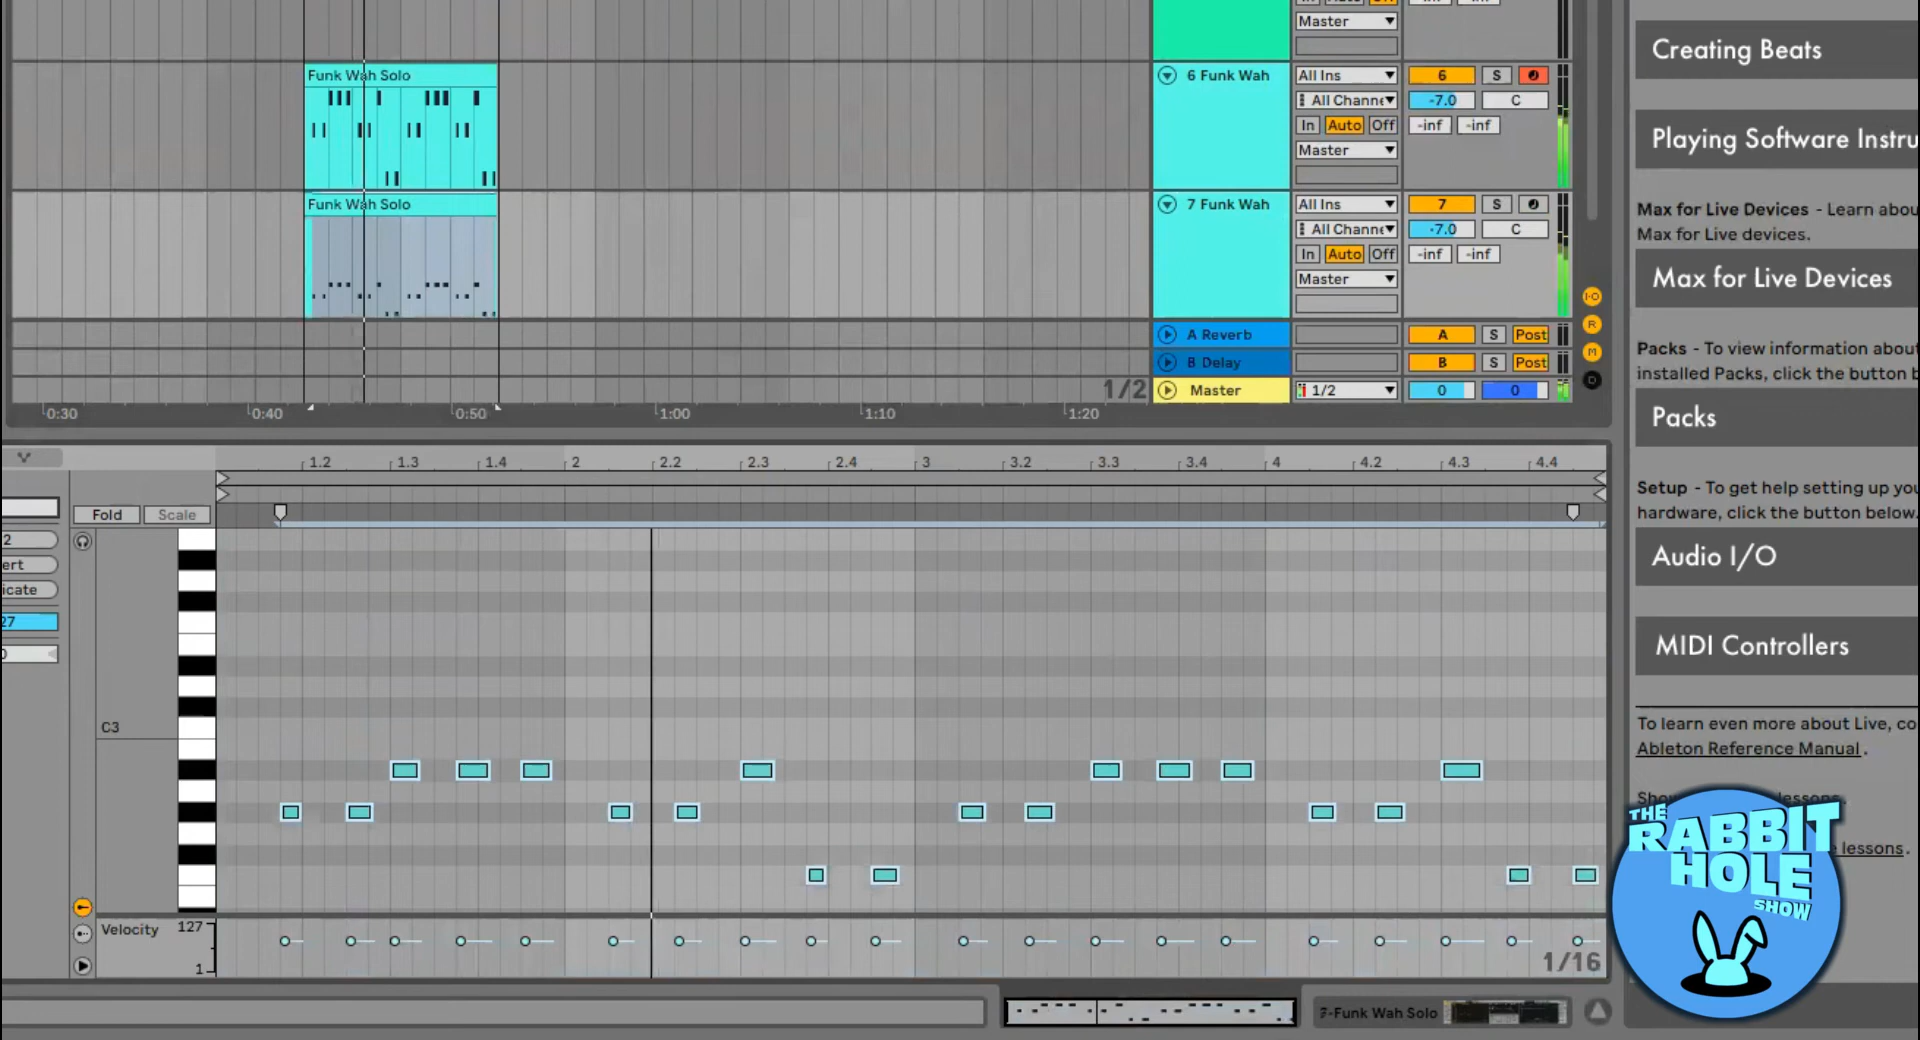 Master
Funk Wah Solo
6 Funk Wah
All Ins
6
S
All Channe
-7.0
C
In
Auto
Off
-inf
-inf
Master
Funk Wah Solo
7 Funk Wah
All Ins
7
S
All Channe
-7.0
C
In
Auto
Off
-inf
-inf
Master
A Reverb
A
S
Post
B Delay
B
S
Post
1/2
Master
1/2
0
0
0:30
0:40
0:50
1:00
1:10
1:20
I·O
R
M
D
1.2
1.3
1.4
2
2.2
2.3
2.4
3
3.2
3.3
3.4
4
4.2
4.3
4.4
Fold
Scale
2
ert
icate
27
0
C3
Velocity
127
1
1/16
-Funk Wah Solo
Creating Beats
Playing Software Instru
Max for Live Devices - Learn abou
Max for Live devices.
Max for Live Devices
Packs - To view information about
installed Packs, click the button b
Packs
Setup - To get help setting up you
hardware, click the button below.
Audio I/O
MIDI Controllers
To learn even more about Live, co
Ableton Reference Manual.
lessons.
THE
RABBIT
HOLE
SHOW